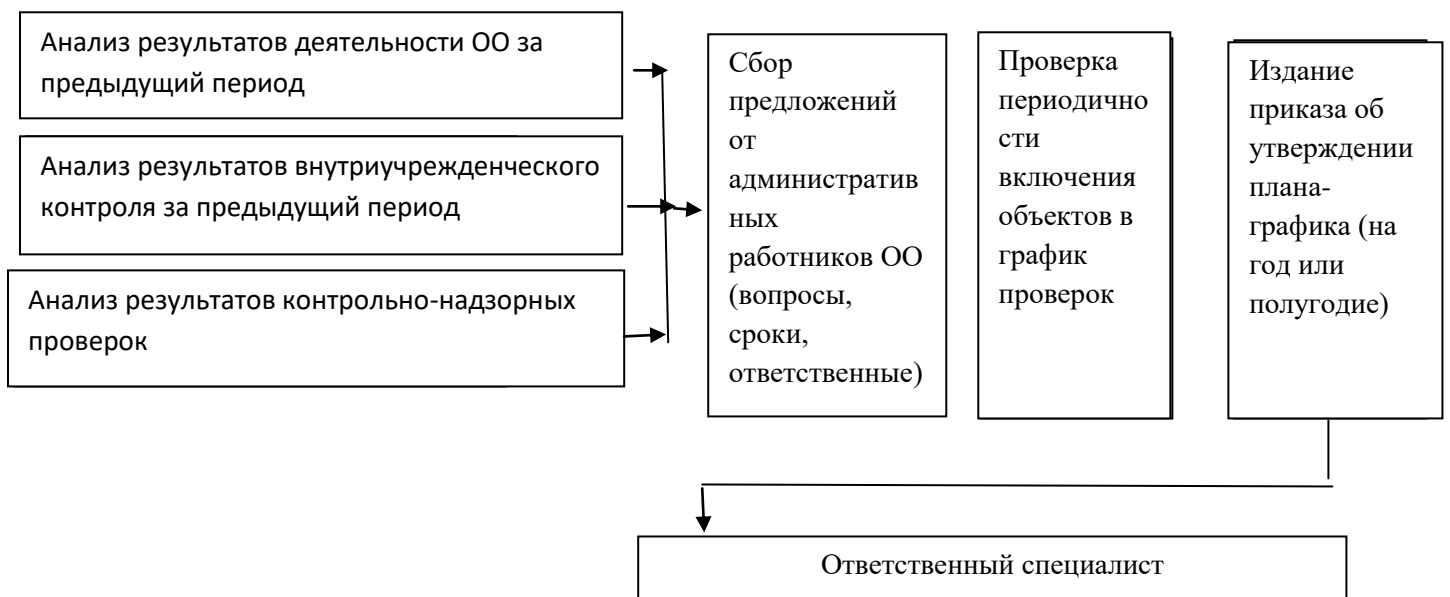 Анализ результатов деятельности ОО за
предыдущий период
Анализ результатов внутриучрежденческого
контроля за предыдущий период
Анализ результатов контрольно-надзорных
проверок
Сбор
предложений
от
административ
ных
работников ОО
(вопросы,
сроки,
ответственные)
Проверка
периодично
сти
включения
объектов в
график
проверок
Издание
приказа об
утверждении
плана-
графика (на
год или
полугодие)
Ответственный специалист